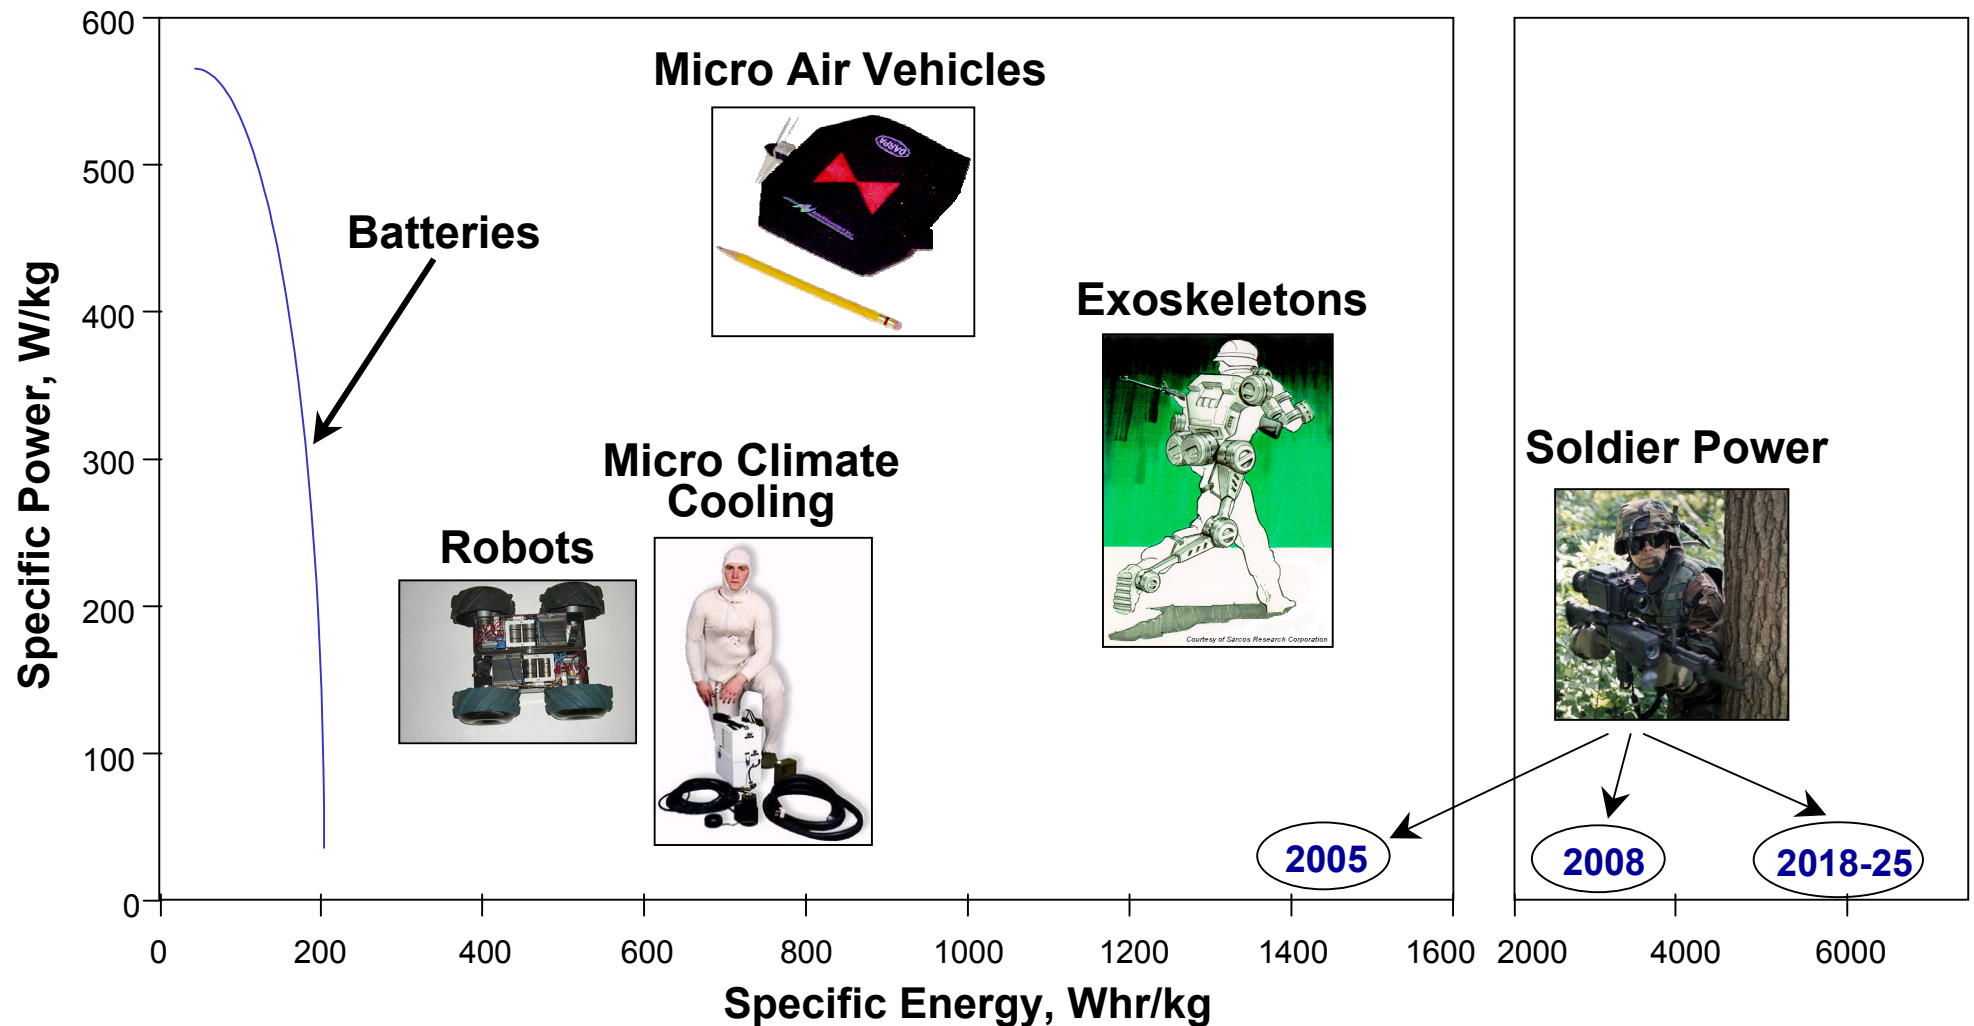 600
500
400
300
200
100
0
Specific Power, W/kg
Micro Air Vehicles
DARPA
Batteries
Exoskeletons
Courtesy of Sarcos Research Corporation
Micro Climate
Cooling
Robots
Soldier Power
2005
2008
2018-25
0 200 400 600 800 1000 1200 1400 1600 2000 4000 6000
Specific Energy, Whr/kg